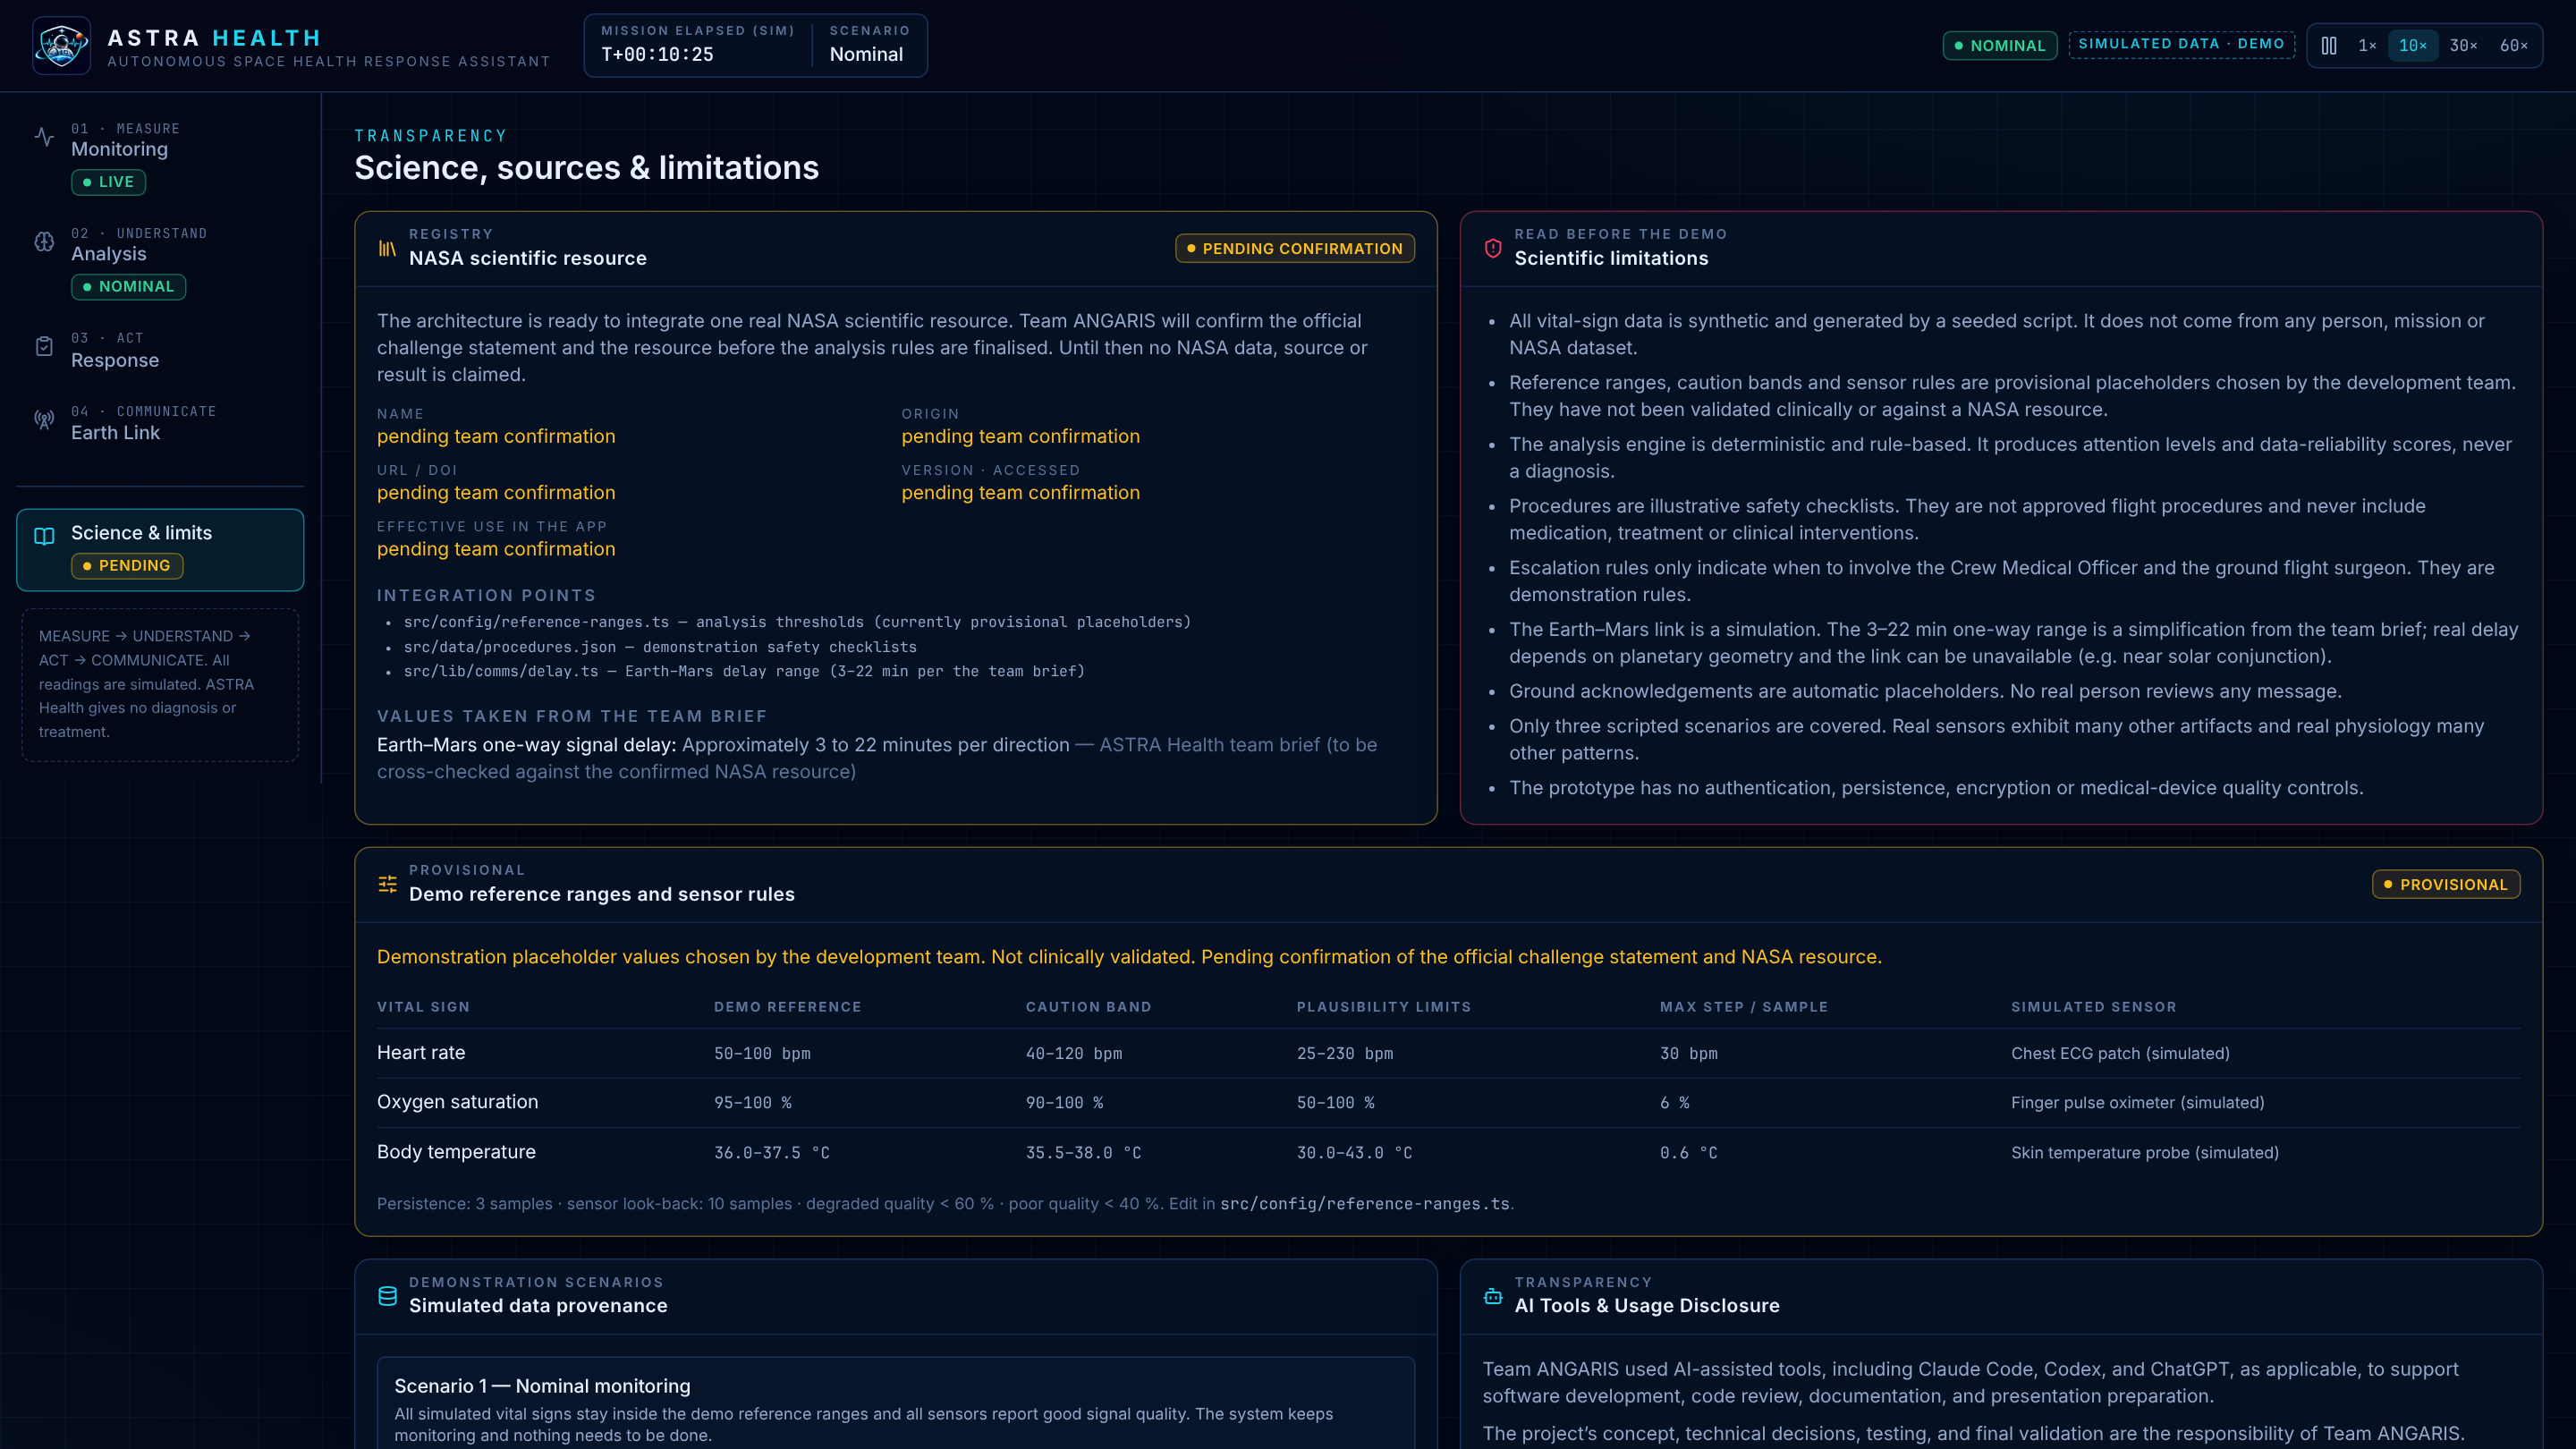 ASTRA HEALTH
AUTONOMOUS SPACE HEALTH RESPONSE ASSISTANT
MISSION ELAPSED (SIM)
T+00:10:25
SCENARIO
Nominal
NOMINAL
SIMULATED DATA · DEMO
1×
10×
30×
60×
01 · MEASURE
Monitoring
LIVE
02 · UNDERSTAND
Analysis
NOMINAL
03 · ACT
Response
04 · COMMUNICATE
Earth Link
Science & limits
PENDING
MEASURE → UNDERSTAND →
ACT → COMMUNICATE. All
readings are simulated. ASTRA
Health gives no diagnosis or
treatment.
TRANSPARENCY
Science, sources & limitations
REGISTRY
NASA scientific resource
PENDING CONFIRMATION
The architecture is ready to integrate one real NASA scientific resource. Team ANGARIS will confirm the official
challenge statement and the resource before the analysis rules are finalised. Until then no NASA data, source or
result is claimed.
NAME
pending team confirmation
ORIGIN
pending team confirmation
URL / DOI
pending team confirmation
VERSION · ACCESSED
pending team confirmation
EFFECTIVE USE IN THE APP
pending team confirmation
INTEGRATION POINTS
• src/config/reference-ranges.ts — analysis thresholds (currently provisional placeholders)
• src/data/procedures.json — demonstration safety checklists
• src/lib/comms/delay.ts — Earth–Mars delay range (3–22 min per the team brief)
VALUES TAKEN FROM THE TEAM BRIEF
Earth–Mars one-way signal delay: Approximately 3 to 22 minutes per direction — ASTRA Health team brief (to be
cross-checked against the confirmed NASA resource)
READ BEFORE THE DEMO
Scientific limitations
• All vital-sign data is synthetic and generated by a seeded script. It does not come from any person, mission or
NASA dataset.
• Reference ranges, caution bands and sensor rules are provisional placeholders chosen by the development team.
They have not been validated clinically or against a NASA resource.
• The analysis engine is deterministic and rule-based. It produces attention levels and data-reliability scores, never
a diagnosis.
• Procedures are illustrative safety checklists. They are not approved flight procedures and never include
medication, treatment or clinical interventions.
• Escalation rules only indicate when to involve the Crew Medical Officer and the ground flight surgeon. They are
demonstration rules.
• The Earth–Mars link is a simulation. The 3–22 min one-way range is a simplification from the team brief; real delay
depends on planetary geometry and the link can be unavailable (e.g. near solar conjunction).
• Ground acknowledgements are automatic placeholders. No real person reviews any message.
• Only three scripted scenarios are covered. Real sensors exhibit many other artifacts and real physiology many
other patterns.
• The prototype has no authentication, persistence, encryption or medical-device quality controls.
PROVISIONAL
Demo reference ranges and sensor rules
PROVISIONAL
Demonstration placeholder values chosen by the development team. Not clinically validated. Pending confirmation of the official challenge statement and NASA resource.
VITAL SIGN DEMO REFERENCE CAUTION BAND PLAUSIBILITY LIMITS MAX STEP / SAMPLE SIMULATED SENSOR
Heart rate 50–100 bpm 40–120 bpm 25–230 bpm 30 bpm Chest ECG patch (simulated)
Oxygen saturation 95–100 % 90–100 % 50–100 % 6 % Finger pulse oximeter (simulated)
Body temperature 36.0–37.5 °C 35.5–38.0 °C 30.0–43.0 °C 0.6 °C Skin temperature probe (simulated)
Persistence: 3 samples · sensor look-back: 10 samples · degraded quality < 60 % · poor quality < 40 %. Edit in src/config/reference-ranges.ts.
DEMONSTRATION SCENARIOS
Simulated data provenance
Scenario 1 — Nominal monitoring
All simulated vital signs stay inside the demo reference ranges and all sensors report good signal quality. The system keeps
monitoring and nothing needs to be done.
TRANSPARENCY
AI Tools & Usage Disclosure
Team ANGARIS used AI-assisted tools, including Claude Code, Codex, and ChatGPT, as applicable, to support
software development, code review, documentation, and presentation preparation.
The project’s concept, technical decisions, testing, and final validation are the responsibility of Team ANGARIS.